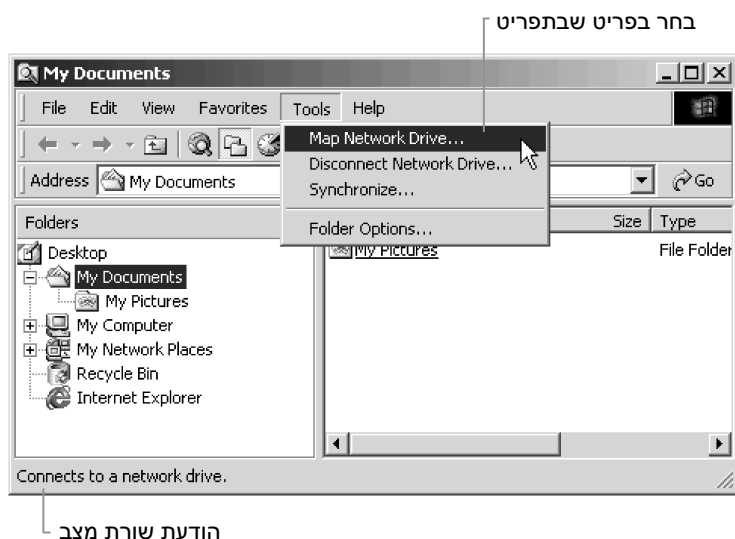 בחר בפריט שבתפריט
My Documents
File Edit View Favorites Tools Help
Map Network Drive...
Disconnect Network Drive...
Synchronize...
Folder Options...
Address My Documents Go
Folders
Size Type
Desktop
My Documents
My Pictures
My Computer
My Network Places
Recycle Bin
Internet Explorer
My Pictures File Folder
Connects to a network drive.
הודעת שורת מצב